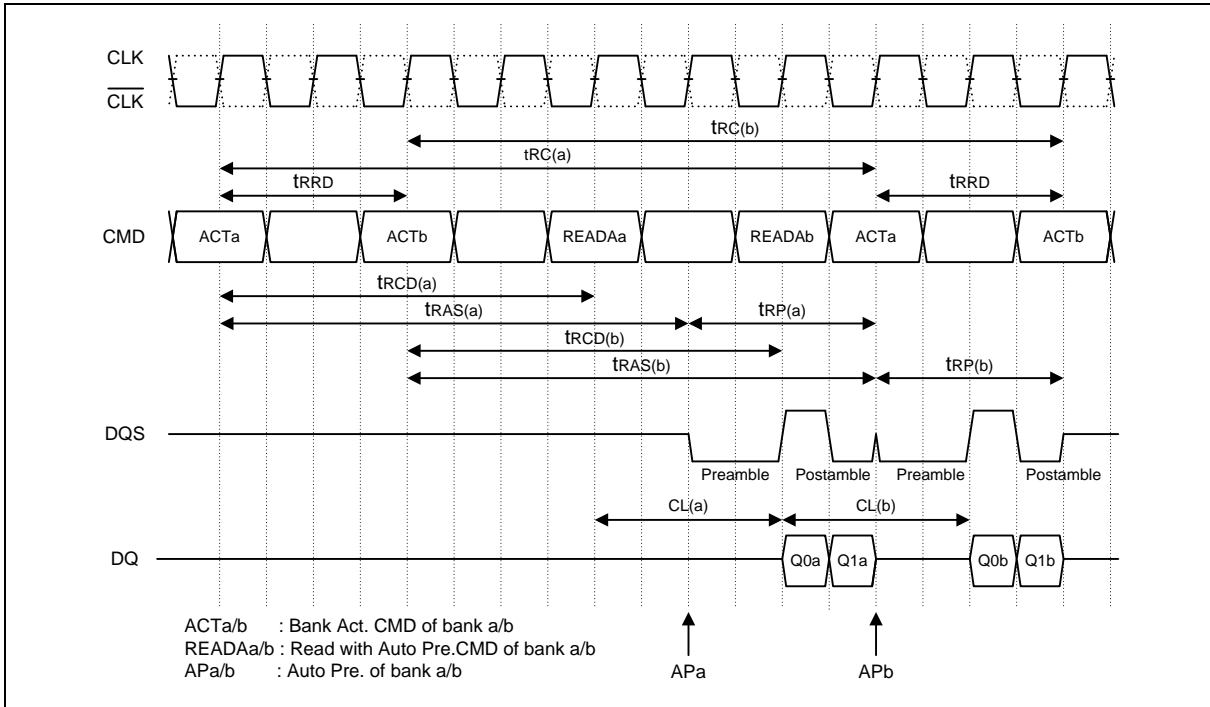 CLK
CLK
tRC(b)
tRC(a)
tRRD tRRD
CMD ACTa ACTb READAa READAb ACTa ACTb
tRCD(a)
tRAS(a) tRP(a)
tRCD(b)
tRAS(b) tRP(b)
DQS
Preamble Postamble Preamble Postamble
CL(a) CL(b)
DQ Q0a Q1a Q0b Q1b
ACTa/b : Bank Act. CMD of bank a/b
READAa/b : Read with Auto Pre.CMD of bank a/b
APa/b : Auto Pre. of bank a/b
APa APb